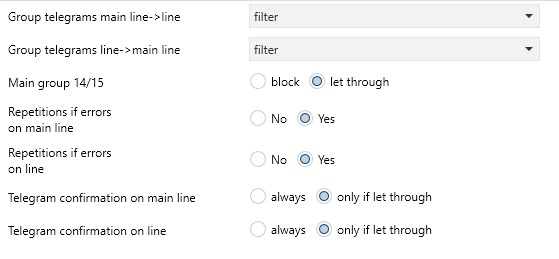 Group telegrams main line->line filter
Group telegrams line->main line filter
Main group 14/15 block let through
Repetitions if errors
on main line No Yes
Repetitions if errors
on line No Yes
Telegram confirmation on main line always only if let through
Telegram confirmation on line always only if let through